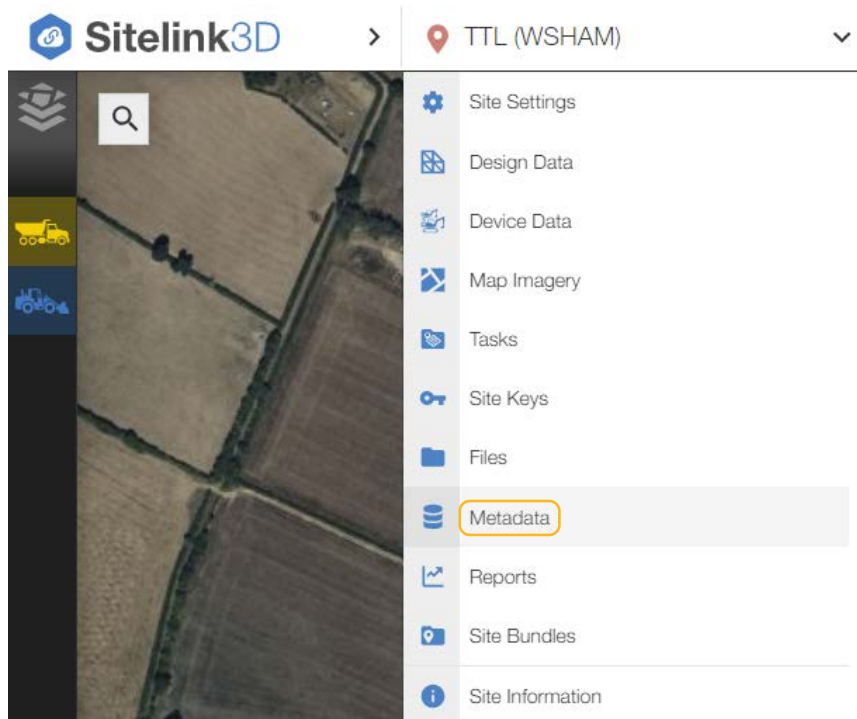 Sitelink3D
TTL (WSHAM)
Site Settings
Design Data
Device Data
Map Imagery
Tasks
Site Keys
Files
Metadata
Reports
Site Bundles
Site Information